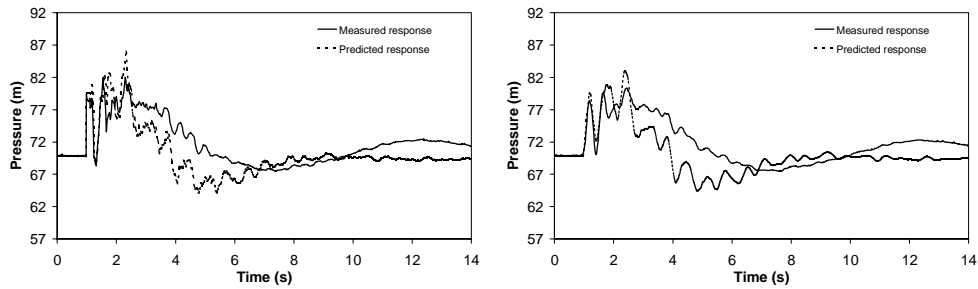 92
87
82
77
72
67
62
57
Pressure (m)
Measured response
Predicted response
0 2 4 6 8 10 12 14
Time (s)
92
87
82
77
72
67
62
57
Pressure (m)
Measured response
Predicted response
0 2 4 6 8 10 12 14
Time (s)